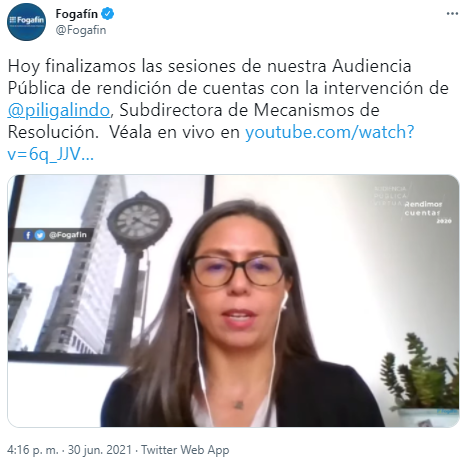 Fogafín
@Fogafin
Fogafín
Hoy finalizamos las sesiones de nuestra Audiencia
Pública de rendición de cuentas con la intervención de
@piligalindo, Subdirectora de Mecanismos de
Resolución. Véala en vivo en youtube.com/watch?
v=6q_JJV...
AUDIENCIA
PÚBLICA
Rendimos
cuentas
2020
@Fogafín
4:16 p. m. · 30 jun. 2021 · Twitter Web App